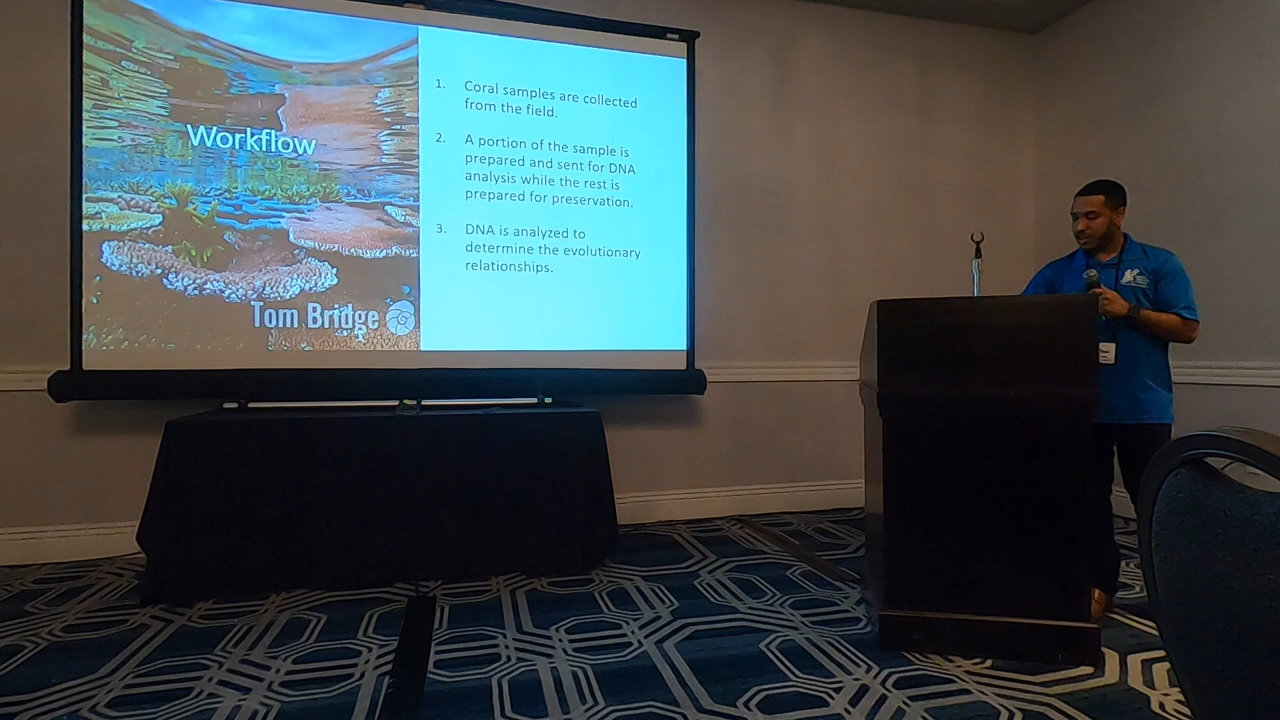 Workflow
Tom Bridge
1. Coral samples are collected
from the field.
2. A portion of the sample is
prepared and sent for DNA
analysis while the rest is
prepared for preservation.
3. DNA is analyzed to
determine the evolutionary
relationships.